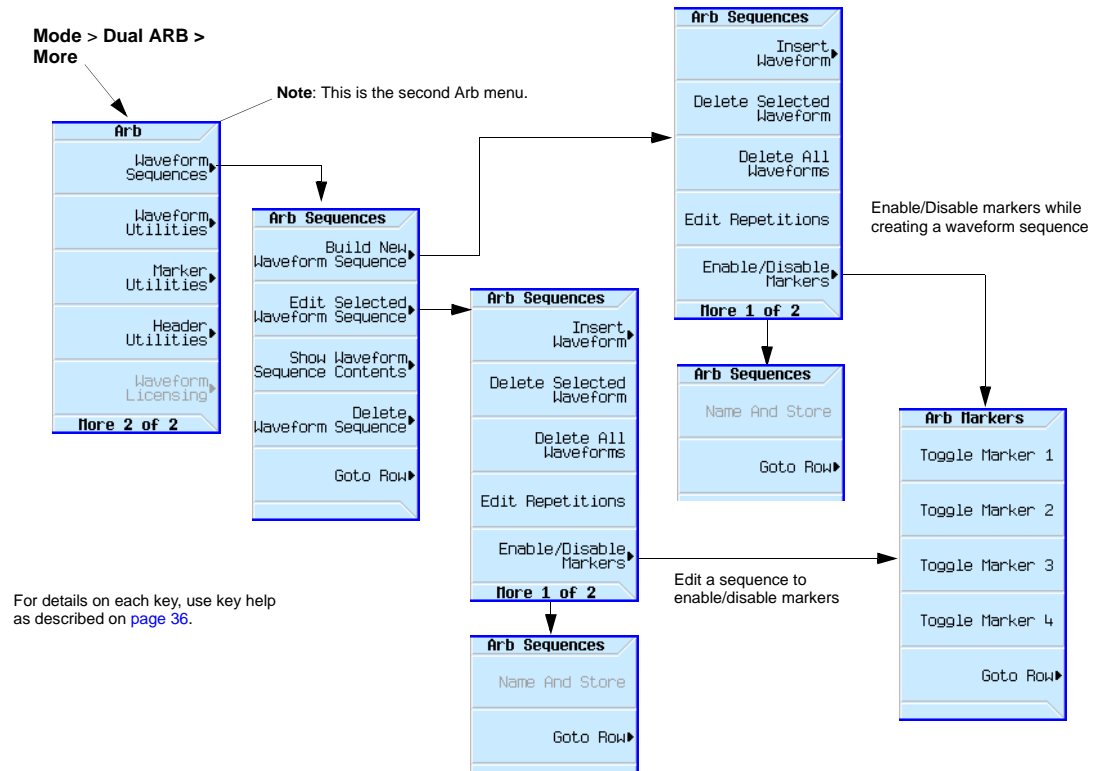 Mode > Dual ARB >
More
Note: This is the second Arb menu.
Arb
Waveform
Sequences
Waveform
Utilities
Marker
Utilities
Header
Utilities
Waveform
Licensing
More 2 of 2
Arb Sequences
Build New
Waveform Sequence
Edit Selected
Waveform Sequence
Show Waveform
Sequence Contents
Delete
Waveform Sequence
Goto Row
Arb Sequences
Insert
Waveform
Delete Selected
Waveform
Delete All
Waveforms
Edit Repetitions
Enable/Disable
Markers
More 1 of 2
Arb Sequences
Name And Store
Goto Row
Arb Sequences
Insert
Waveform
Delete Selected
Waveform
Delete All
Waveforms
Edit Repetitions
Enable/Disable
Markers
More 1 of 2
Arb Sequences
Name And Store
Goto Row
Enable/Disable markers while
creating a waveform sequence
Edit a sequence to
enable/disable markers
Arb Markers
Toggle Marker 1
Toggle Marker 2
Toggle Marker 3
Toggle Marker 4
Goto Row
For details on each key, use key help
as described on page 36.